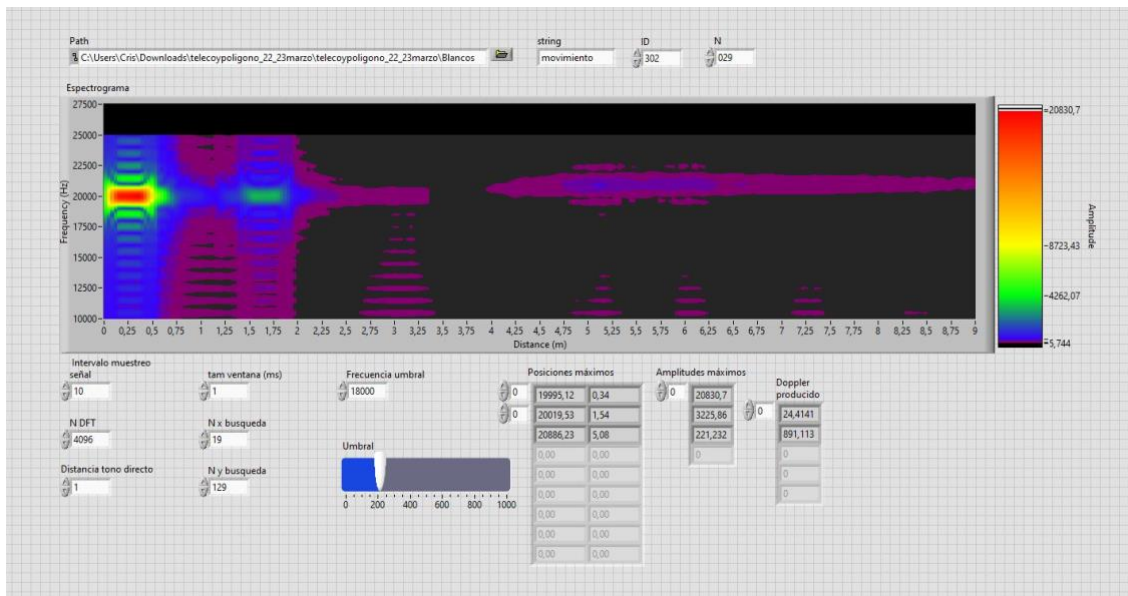 Path
string
ID
N
C:\Users\Cris\Downloads\telecoypoligono_22_23marzo\telecoypoligono_22_23marzo\Blancos
movimiento
302
029
Espectrograma
27500
25000
22500
20000
17500
15000
12500
10000
Frequency (Hz)
0 0,25 0,5 0,75 1 1,25 1,5 1,75 2 2,25 2,5 2,75 3 3,25 3,5 3,75 4 4,25 4,5 4,75 5 5,25 5,5 5,75 6 6,25 6,5 6,75 7 7,25 7,5 7,75 8 8,25 8,5 8,75 9
Distance (m)
20830,7
8723,43
4262,07
5,744
Amplitude
Intervalo muestreo
señal
10
tam ventana (ms)
1
Frecuencia umbral
18000
N DFT
4096
N x busqueda
19
Distancia tono directo
1
N y busqueda
129
Umbral
0 200 400 600 800 1000
Posiciones máximos
0
0
19995,12 0,34
20019,53 1,54
20886,23 5,08
0,00 0,00
0,00 0,00
0,00 0,00
0,00 0,00
0,00 0,00
0,00 0,00
Amplitudes máximos
0
20830,7
3225,86
221,232
0
Doppler
producido
0
24,4141
891,113
0
0
0